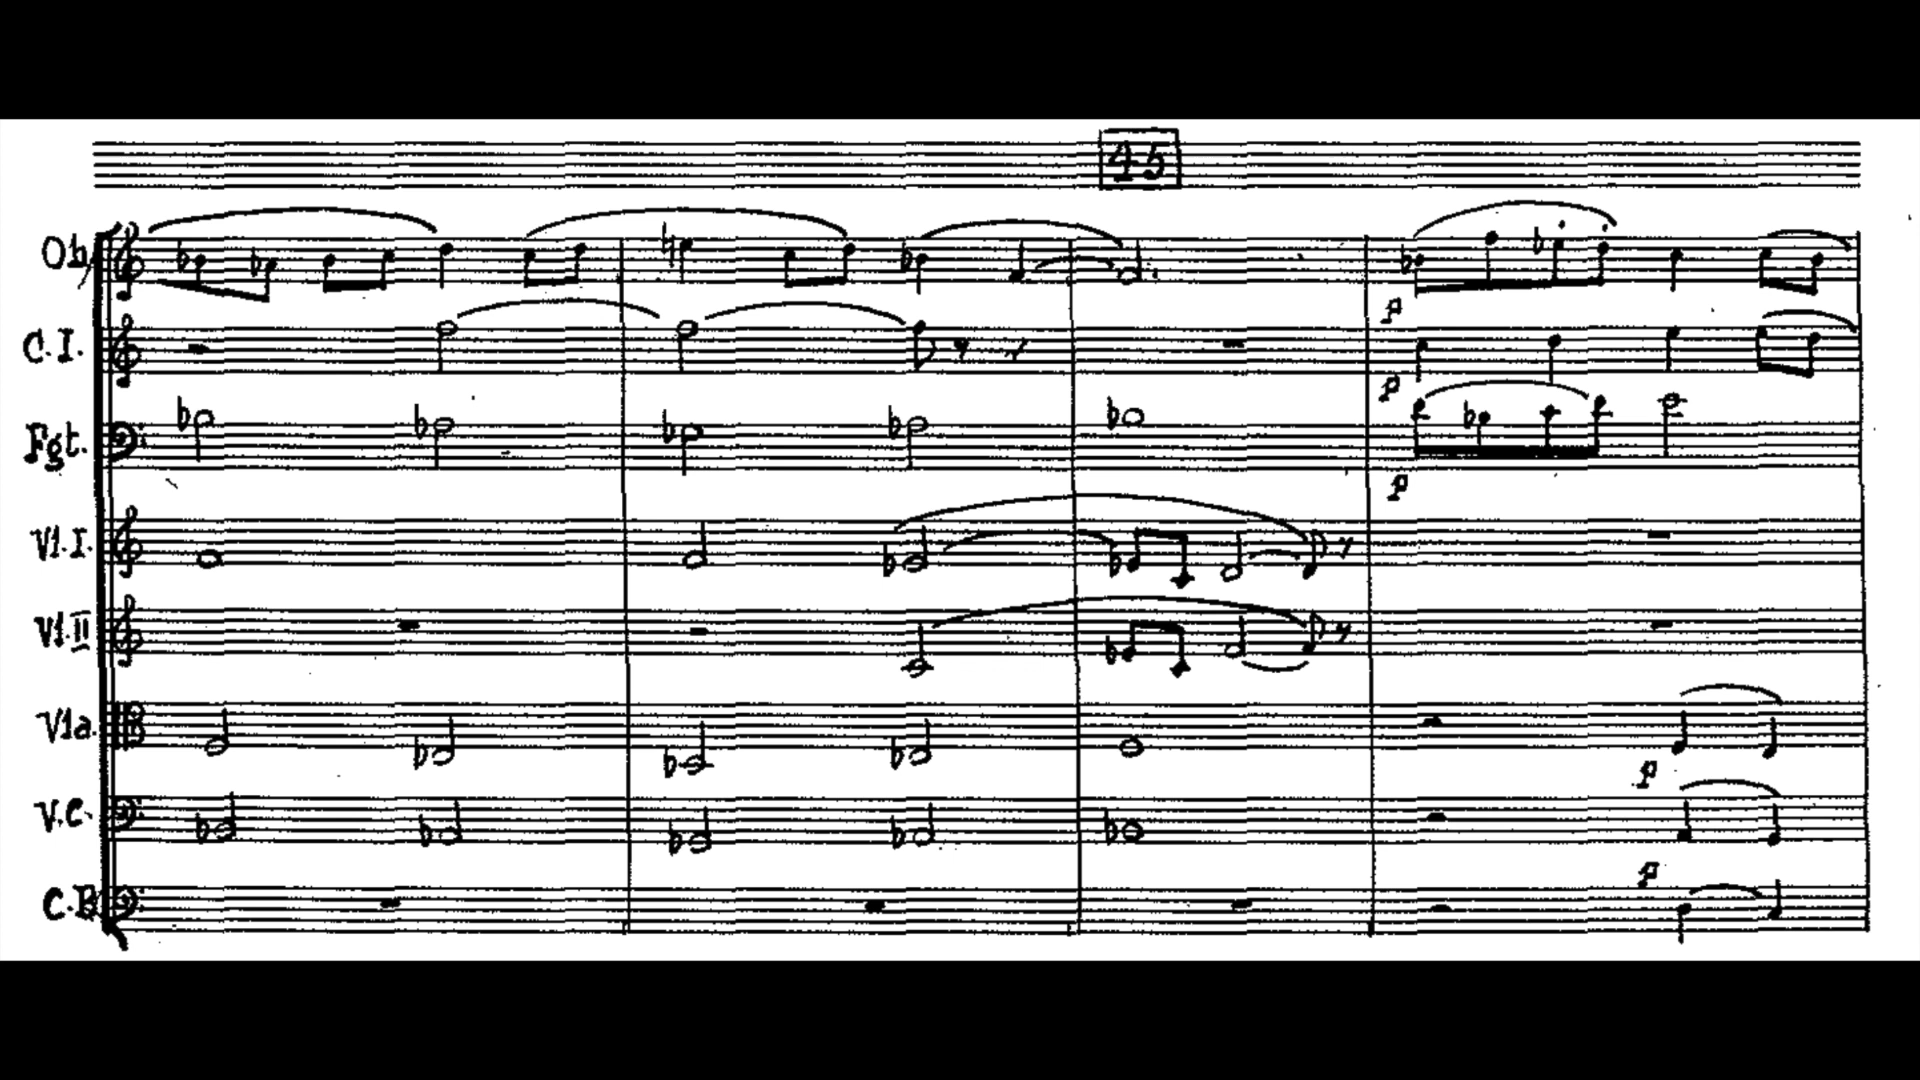 45
Ob.
C.I.
p
Fgt.
p
p
Vl.I.
Vl.II
Vla.
p
V.C.
p
C.B.